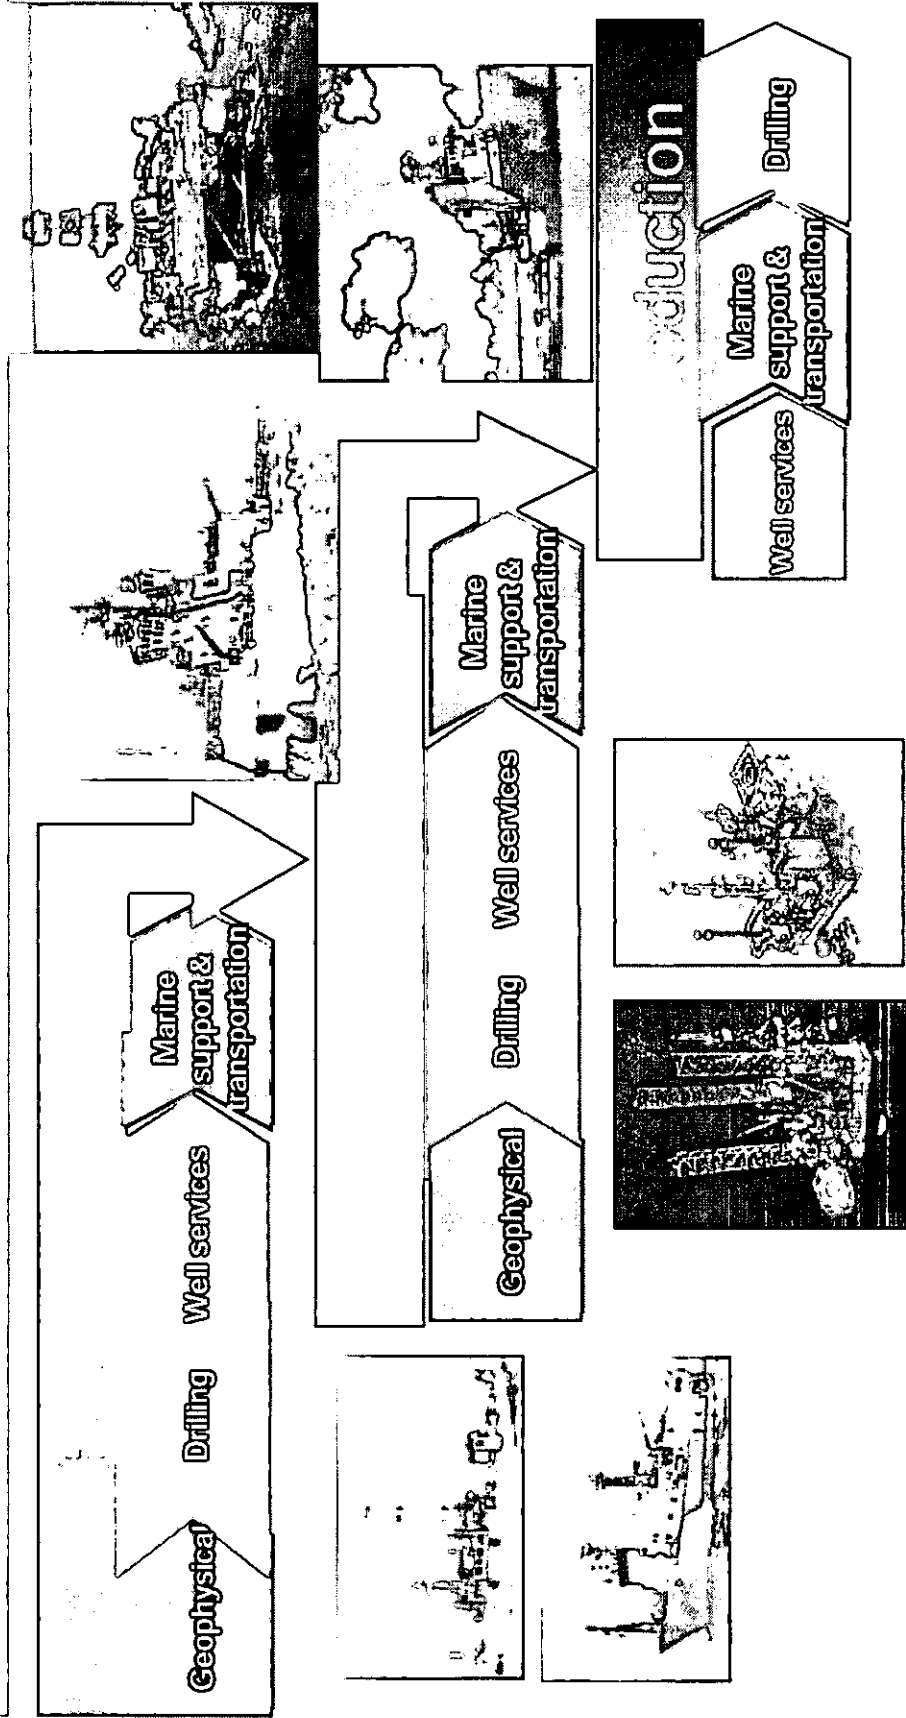 Geophysical
Drilling
Well services
Marine
support &
transportation
Geophysical
Drilling
Well services
Marine
support &
transportation
Well services
Marine
support &
transportation
Drilling